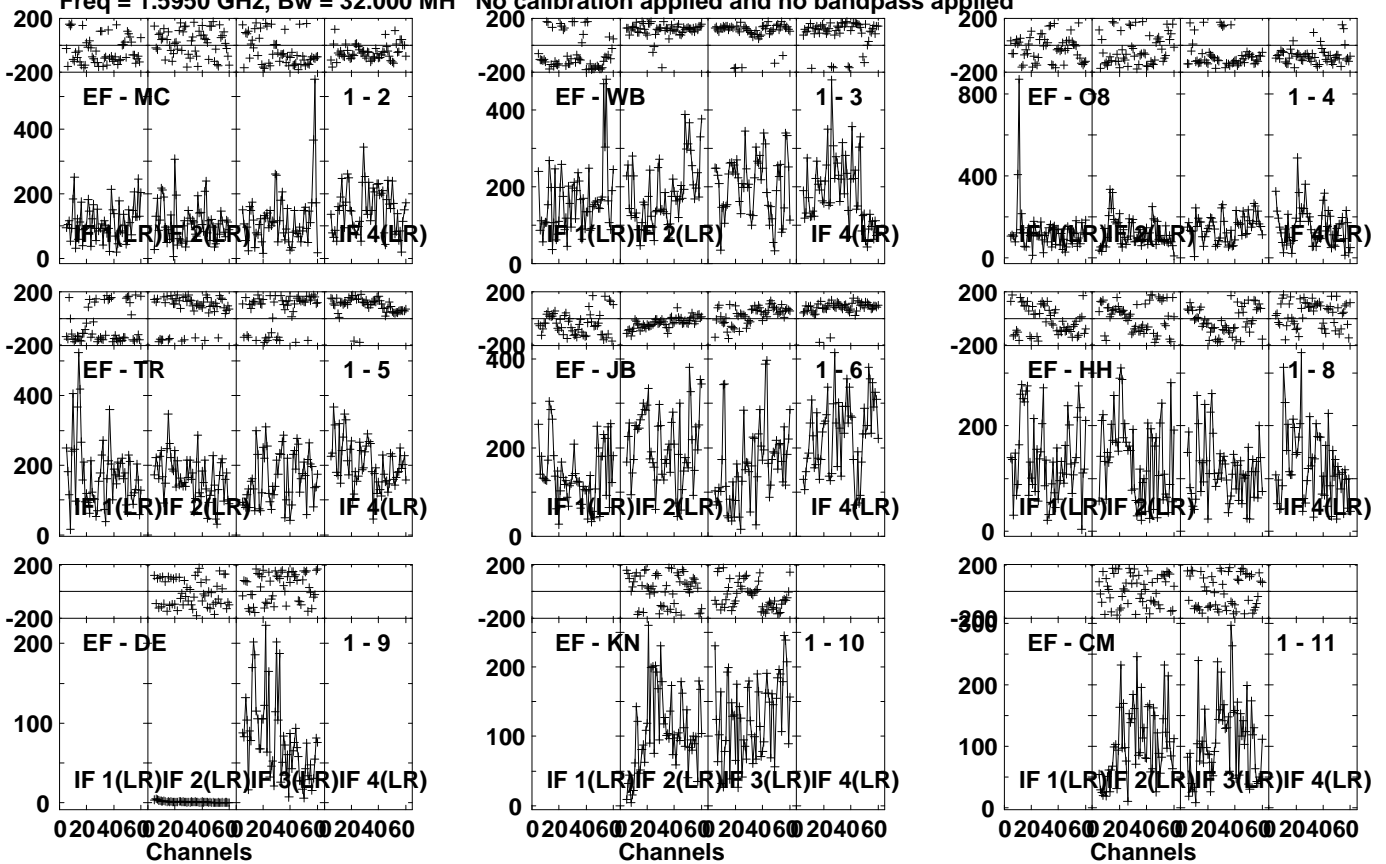 Freq = 1.5950 GHz, Bw = 32.000 MH No calibration applied and no bandpass applied
200
-200
EF - MC
1 - 2
400
200
0
IF 1(LR)
IF 2(LR)
IF 4(LR)
EF - WB
1 - 3
400
200
0
IF 1(LR)
IF 2(LR)
IF 4(LR)
200
-200
EF - O8
1 - 4
800
400
0
IF 1(LR)
IF 2(LR)
IF 4(LR)
200
-200
EF - TR
1 - 5
400
200
0
IF 1(LR)
IF 2(LR)
IF 4(LR)
200
-200
EF - JB
1 - 6
400
200
0
IF 1(LR)
IF 2(LR)
IF 4(LR)
200
-200
EF - HH
1 - 8
200
0
IF 1(LR)
IF 2(LR)
IF 4(LR)
200
-200
EF - DE
1 - 9
200
100
0
IF 1(LR)
IF 2(LR)
IF 3(LR)
IF 4(LR)
0 20 40 60 0 20 40 60 0 20 40 60 0 20 40 60
Channels
200
-200
EF - KN
1 - 10
200
100
0
IF 1(LR)
IF 2(LR)
IF 3(LR)
IF 4(LR)
0 20 40 60 0 20 40 60 0 20 40 60 0 20 40 60
Channels
200
-200
300
EF - CM
1 - 11
200
100
0
IF 1(LR)
IF 2(LR)
IF 3(LR)
IF 4(LR)
0 20 40 60 0 20 40 60 0 20 40 60 0 20 40 60
Channels